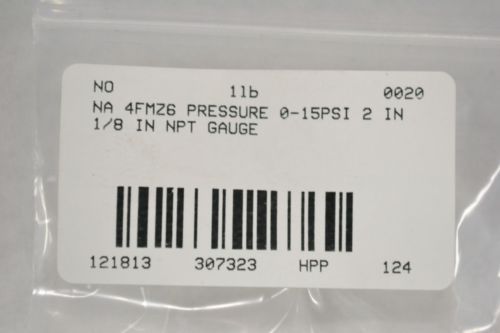 NO 1lb 0020
NA 4FMZ6 PRESSURE 0-15PSI 2 IN
1/8 IN NPT GAUGE
121813 307323 HPP 124